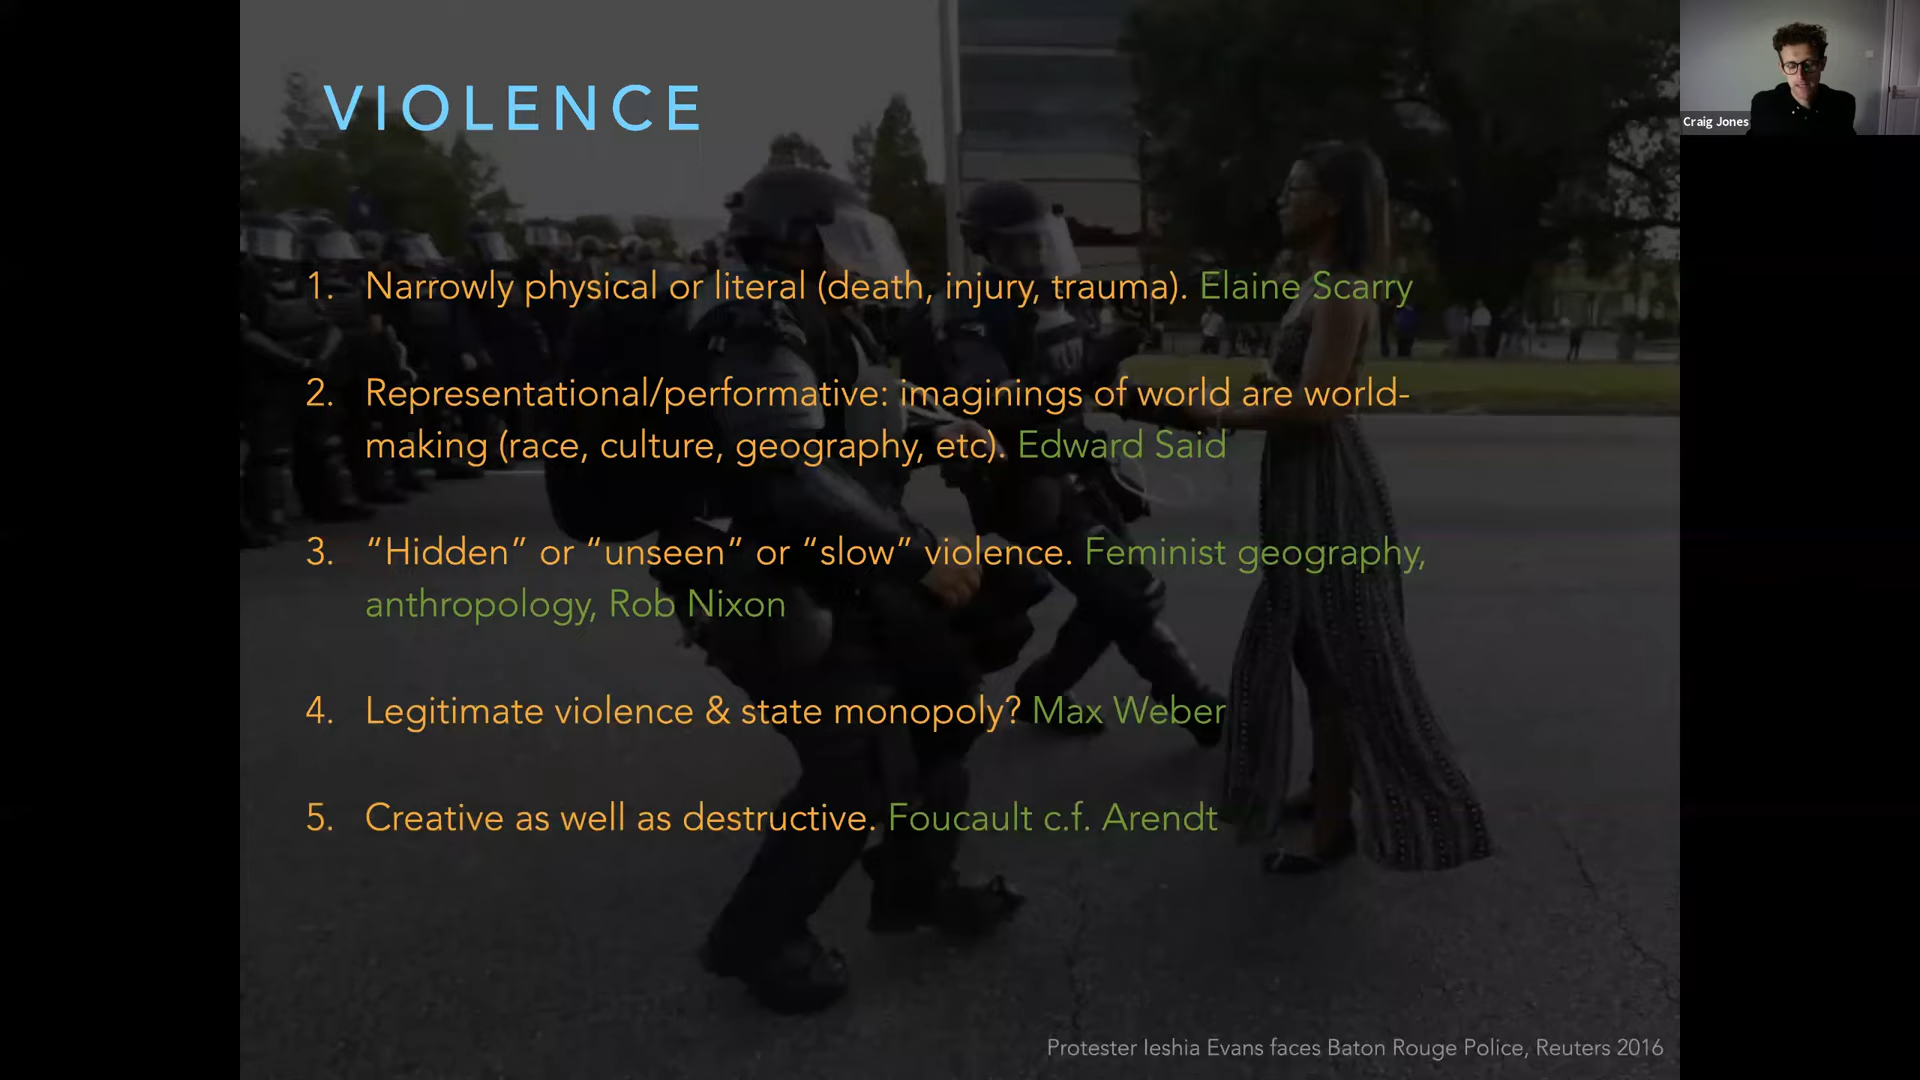 VIOLENCE
Craig Jones
1. Narrowly physical or literal (death, injury, trauma). Elaine Scarry
2. Representational/performative: imaginings of world are world-
making (race, culture, geography, etc). Edward Said
3. “Hidden” or “unseen” or “slow” violence. Feminist geography,
anthropology, Rob Nixon
4. Legitimate violence & state monopoly? Max Weber
5. Creative as well as destructive. Foucault c.f. Arendt
Protester Ieshia Evans faces Baton Rouge Police, Reuters 2016